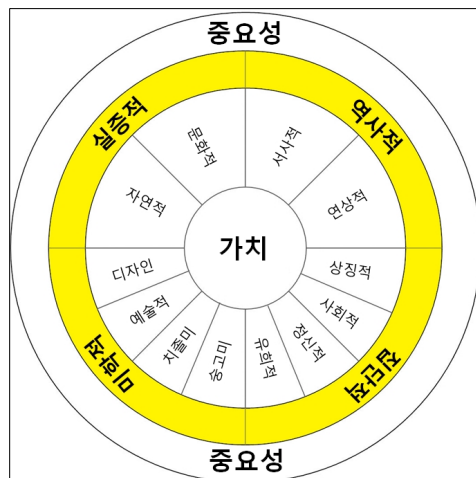 중요성
실증적
역사적
문화적
서사적
자연적
연상적
가치
디자인
상징적
예술적
사회적
치졸미
정신적
숭고미
유희적
미학적
집단적
중요성